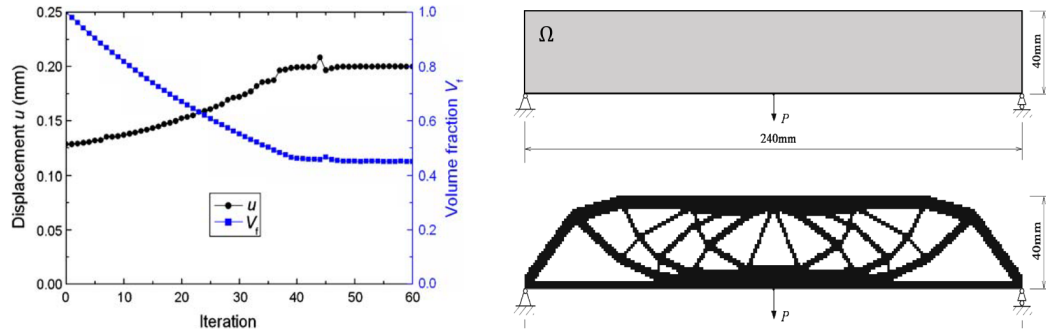 0.25
0.20
0.15
0.10
0.05
0.00
Displacement u (mm)
1.0
0.8
0.6
0.4
0.2
0.0
Volume fraction Vf
u
Vf
0
10
20
30
40
50
60
Iteration
Ω
40mm
P
240mm
40mm
P